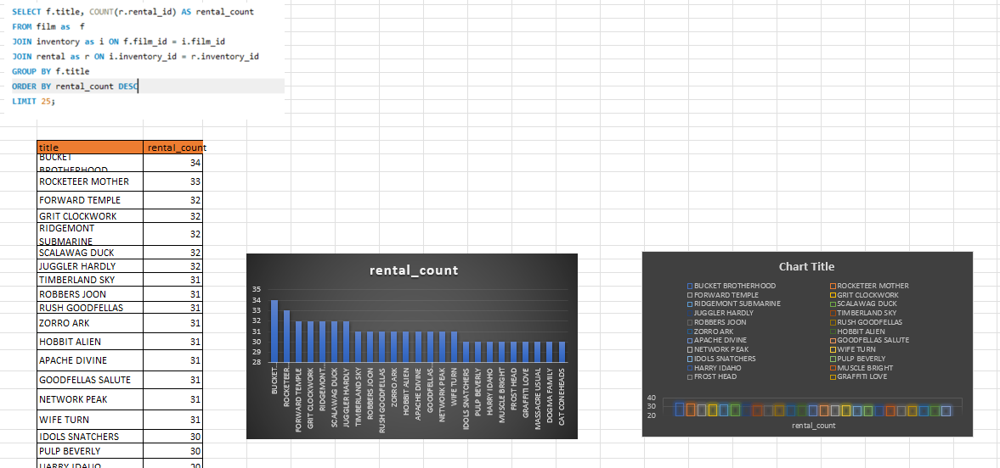 SELECT f.title, COUNT(r.rental_id) AS rental_count
FROM film as f
JOIN inventory as i ON f.film_id = i.film_id
JOIN rental as r ON i.inventory_id = r.inventory_id
GROUP BY f.title
ORDER BY rental_count DESC
LIMIT 25;
title rental_count
BUCKET
BROTHERHOOD 34
ROCKETEER MOTHER 33
FORWARD TEMPLE 32
GRIT CLOCKWORK 32
RIDGEMONT
SUBMARINE 32
SCALAWAG DUCK 32
JUGGLER HARDLY 32
TIMBERLAND SKY 31
ROBBERS JOON 31
RUSH GOODFELLAS 31
ZORRO ARK 31
HOBBIT ALIEN 31
APACHE DIVINE 31
GOODFELLAS SALUTE 31
NETWORK PEAK 31
WIFE TURN 31
IDOLS SNATCHERS 30
PULP BEVERLY 30
HARRY IDAHO 30
rental_count
35
34
33
32
31
30
29
28
BUCKET...
ROCKETEER...
FORWARD TEMPLE
GRIT CLOCKWORK
RIDGEMONT...
SCALAWAG DUCK
JUGGLER HARDLY
TIMBERLAND SKY
ROBBERS JOON
RUSH GOODFELLAS
ZORRO ARK
HOBBIT ALIEN
APACHE DIVINE
GOODFELLAS...
NETWORK PEAK
WIFE TURN
IDOLS SNATCHERS
PULP BEVERLY
HARRY IDAHO
MUSCLE BRIGHT
FROST HEAD
GRAFFITI LOVE
MASSACRE USUAL
DOGMA FAMILY
CAT CONEHEADS
Chart Title
BUCKET BROTHERHOOD ROCKETEER MOTHER
FORWARD TEMPLE GRIT CLOCKWORK
RIDGEMONT SUBMARINE SCALAWAG DUCK
JUGGLER HARDLY TIMBERLAND SKY
ROBBERS JOON RUSH GOODFELLAS
ZORRO ARK HOBBIT ALIEN
APACHE DIVINE GOODFELLAS SALUTE
NETWORK PEAK WIFE TURN
IDOLS SNATCHERS PULP BEVERLY
HARRY IDAHO MUSCLE BRIGHT
FROST HEAD GRAFFITI LOVE
40
30
20
rental_count